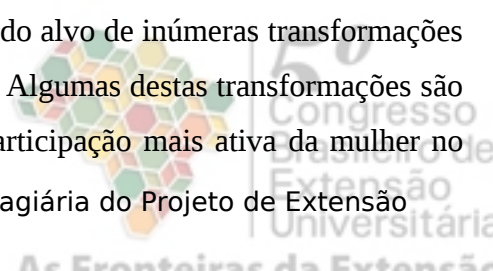 do alvo de inúmeras transformações
5º
Algumas destas transformações são
Congresso
articipação mais ativa da mulher no
Brasileiro de
agiária do Projeto de Extensão
Extensão
Universitária
As Fronteiras da Extensão